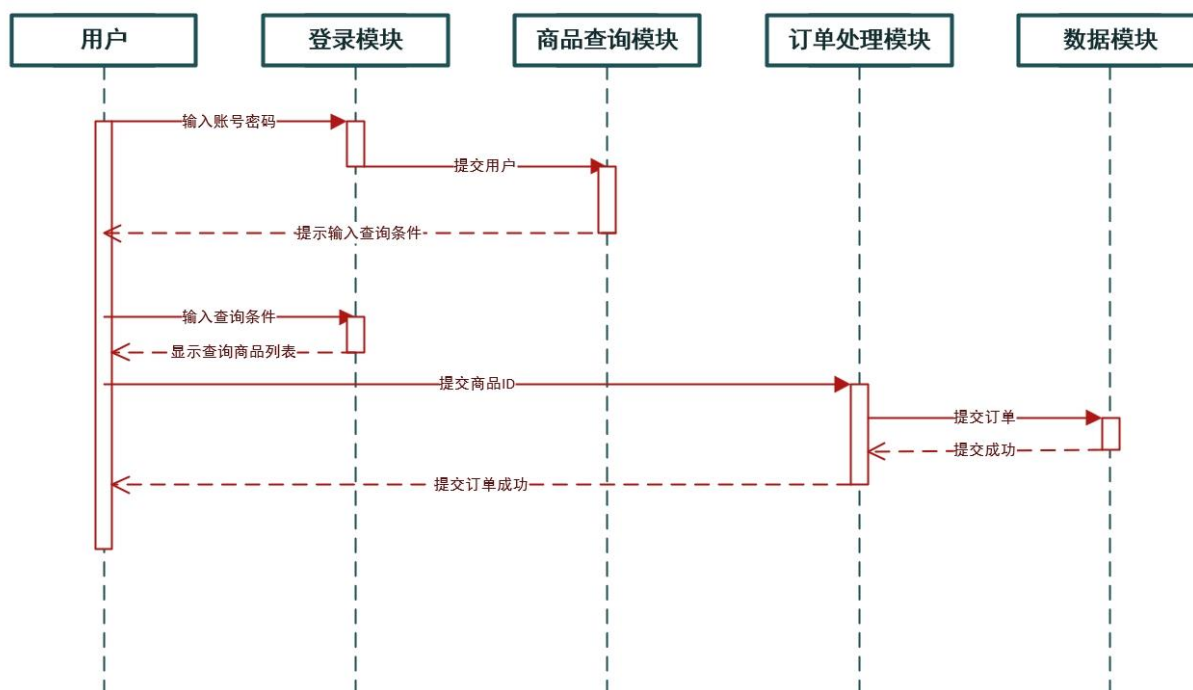 用户
登录模块
商品查询模块
订单处理模块
数据模块
输入账号密码
提交用户
提示输入查询条件
输入查询条件
显示查询商品列表
提交商品ID
提交订单
提交成功
提交订单成功